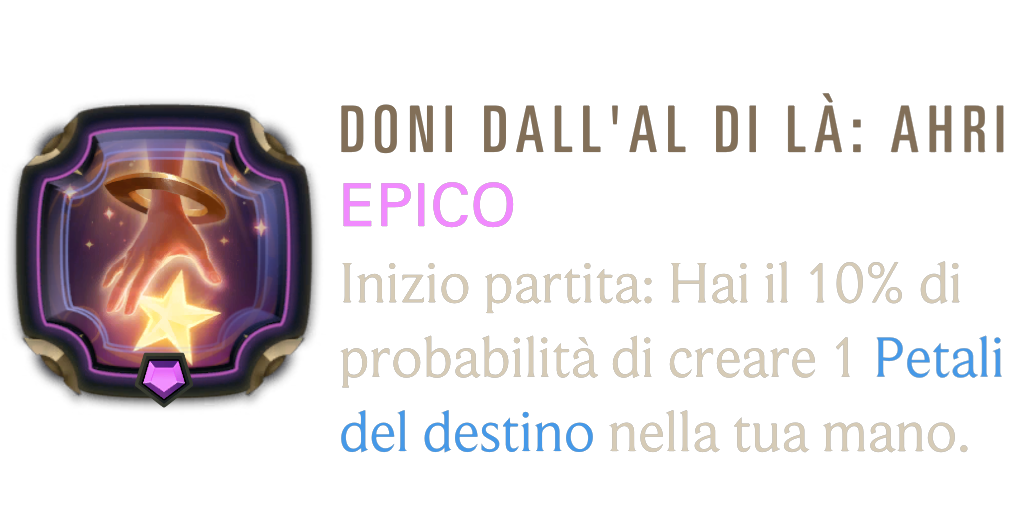 DONI DALL'AL DI LÀ: AHRI
EPICO
Inizio partita: Hai il 10% di
probabilità di creare 1 Petali
del destino nella tua mano.